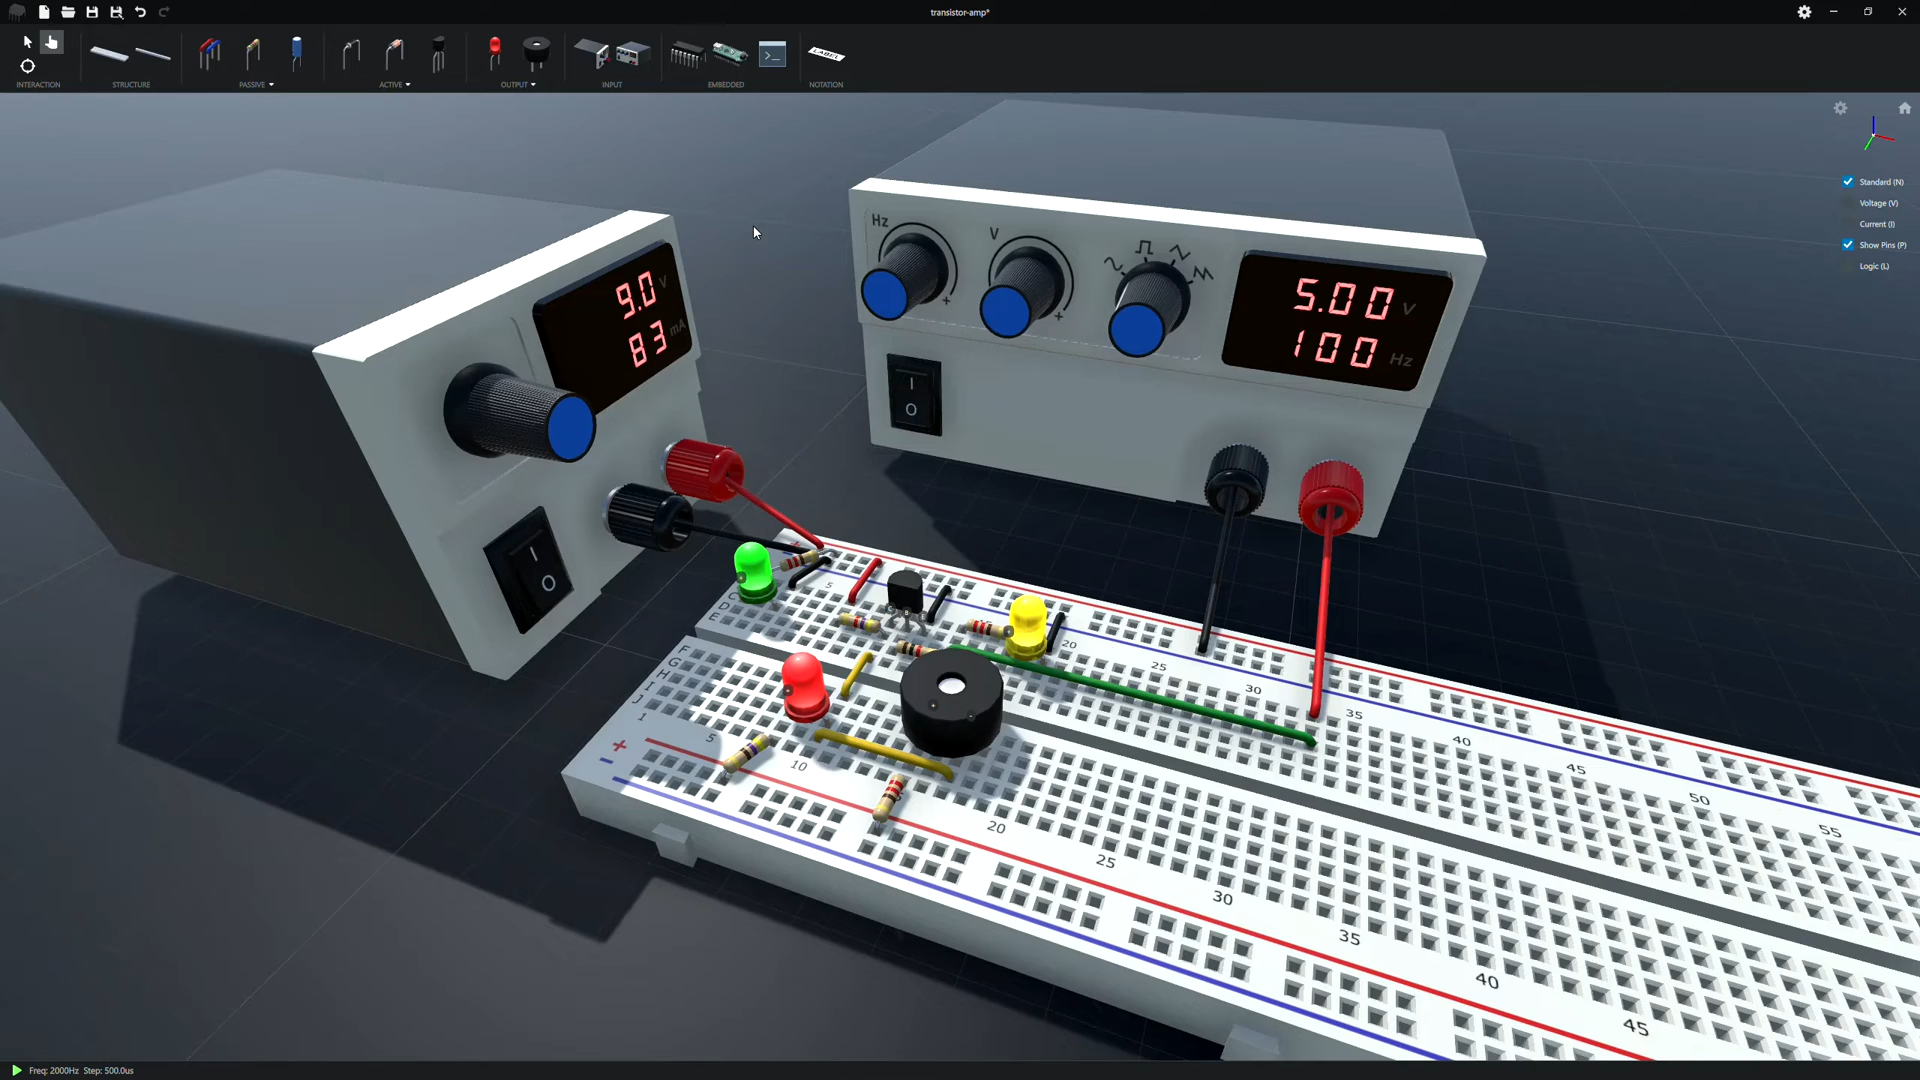 transistor-amp*
INTERACTION
STRUCTURE
PASSIVE
ACTIVE
OUTPUT
INPUT
EMBEDDED
NOTATION
LABEL
>_
Standard (N)
Voltage (V)
Current (I)
Show Pins (P)
Logic (L)
9.0 V
83 mA
I
O
Hz
+
V
+
5.00 V
100 Hz
I
O
5
20
25
30
35
40
45
50
55
C
D
E
F
G
H
I
J
1
5
10
20
25
30
35
40
45
+
-
Freq: 2000Hz Step: 500.0us